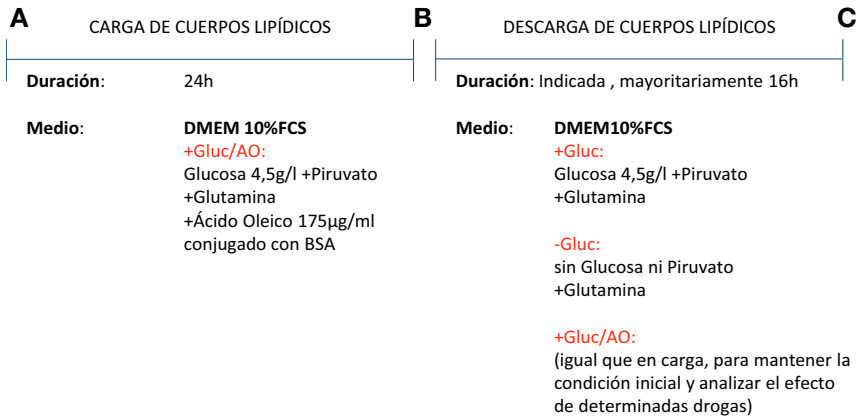 A
CARGA DE CUERPOS LIPÍDICOS
B
DESCARGA DE CUERPOS LIPÍDICOS
C
Duración: 24h
Medio: DMEM 10%FCS
+Gluc/AO:
Glucosa 4,5g/l +Piruvato
+Glutamina
+Ácido Oleico 175µg/ml
conjugado con BSA
Duración: Indicada , mayoritariamente 16h
Medio: DMEM10%FCS
+Gluc:
Glucosa 4,5g/l +Piruvato
+Glutamina
-Gluc:
sin Glucosa ni Piruvato
+Glutamina
+Gluc/AO:
(igual que en carga, para mantener la
condición inicial y analizar el efecto
de determinadas drogas)